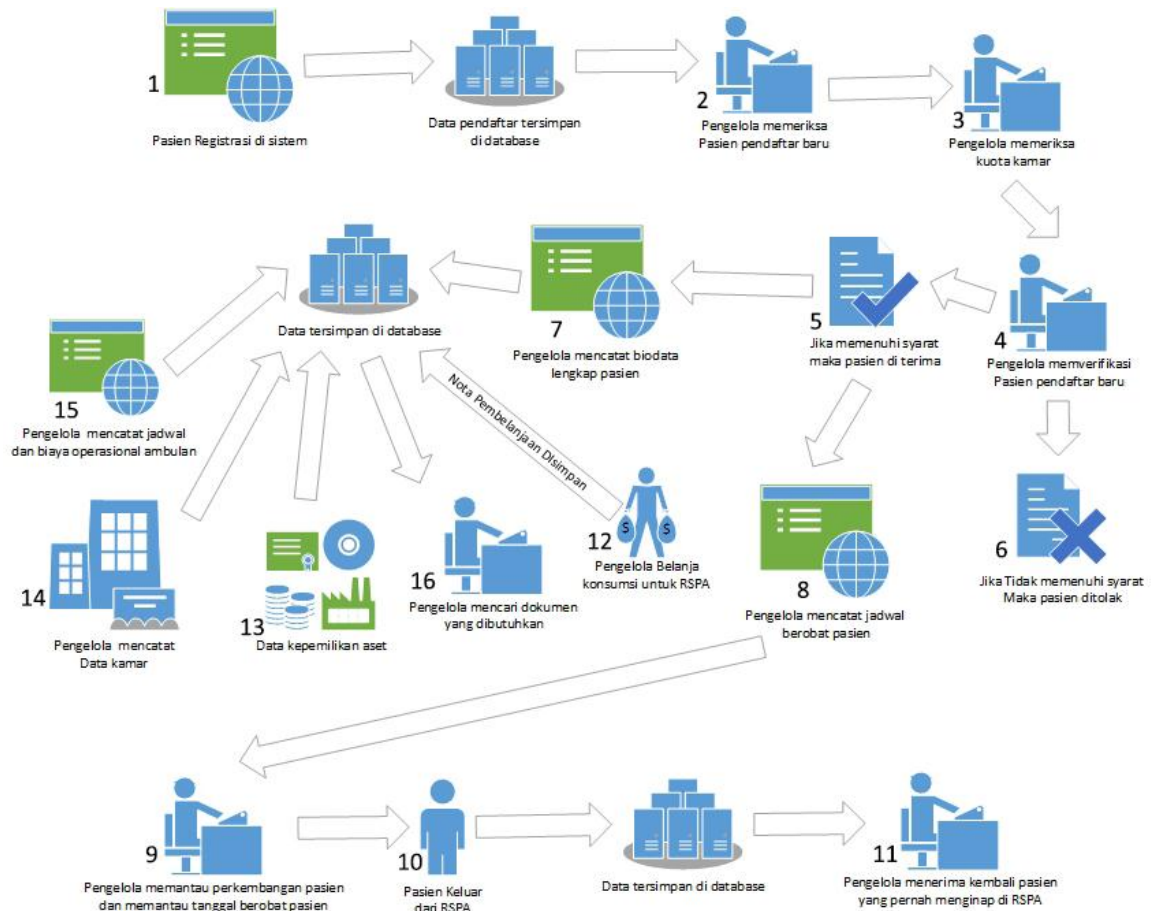 1
Pasien Registrasi di sistem
Data pendaftar tersimpan
di database
2
Pengelola memeriksa
Pasien pendaftar baru
3
Pengelola memeriksa
kuota kamar
4
Pengelola memverifikasi
Pasien pendaftar baru
5
Jika memenuhi syarat
maka pasien di terima
6
Jika Tidak memenuhi syarat
Maka pasien ditolak
7
Pengelola mencatat biodata
lengkap pasien
Data tersimpan di database
8
Pengelola mencatat jadwal
berobat pasien
15
Pengelola mencatat jadwal
dan biaya operasional ambulan
14
Pengelola mencatat
Data kamar
13
Data kepemilikan aset
16
Pengelola mencari dokumen
yang dibutuhkan
Nota Pembelanjaan DIsimpan
$ $
12
Pengelola Belanja
konsumsi untuk RSPA
9
Pengelola memantau perkembangan pasien
dan memantau tanggal berobat pasien
10
Pasien Keluar
dari RSPA
Data tersimpan di database
11
Pengelola menerima kembali pasien
yang pernah menginap di RSPA